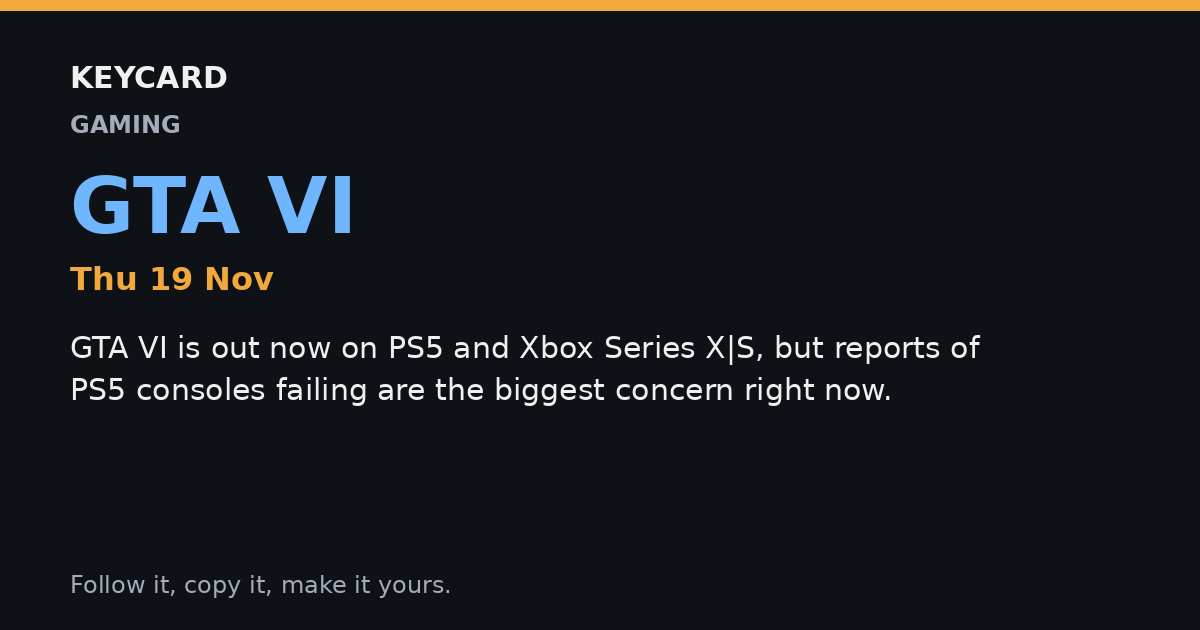 KEYCARD
GAMING
GTA VI
Thu 19 Nov
GTA VI is out now on PS5 and Xbox Series X|S, but reports of
PS5 consoles failing are the biggest concern right now.
Follow it, copy it, make it yours.